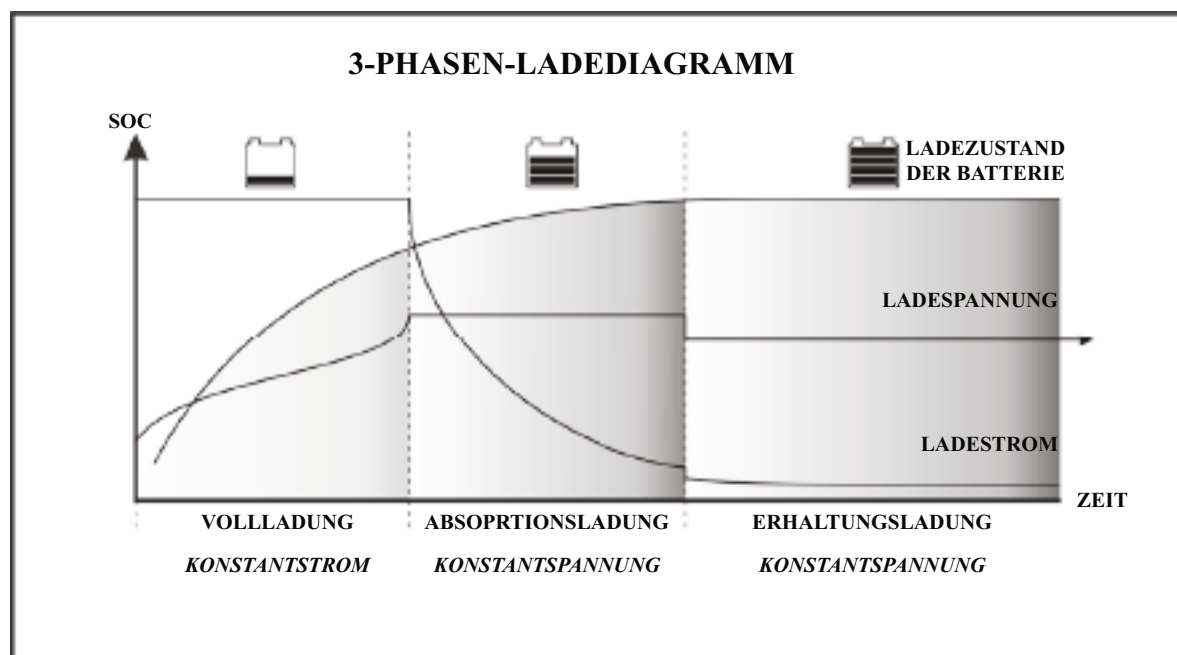 3-PHASEN-LADEDIAGRAMM
SOC
LADEZUSTAND
DER BATTERIE
LADESPANNUNG
LADESTROM
ZEIT
VOLLLADUNG
ABSOPRTIONSLADUNG
ERHALTUNGSLADUNG
KONSTANTSTROM
KONSTANTSPANNUNG
KONSTANTSPANNUNG